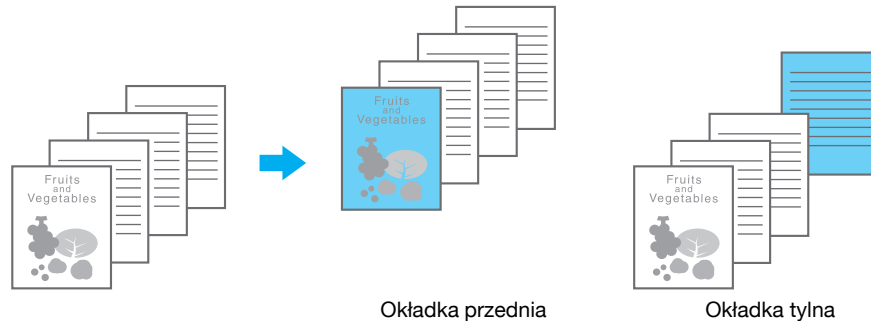 Fruits
and
Vegetables
Fruits
and
Vegetables
Okładka przednia
Fruits
and
Vegetables
Okładka tylna